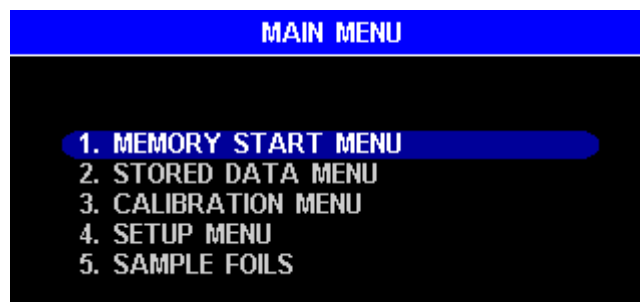 MAIN MENU
1. MEMORY START MENU
2. STORED DATA MENU
3. CALIBRATION MENU
4. SETUP MENU
5. SAMPLE FOILS